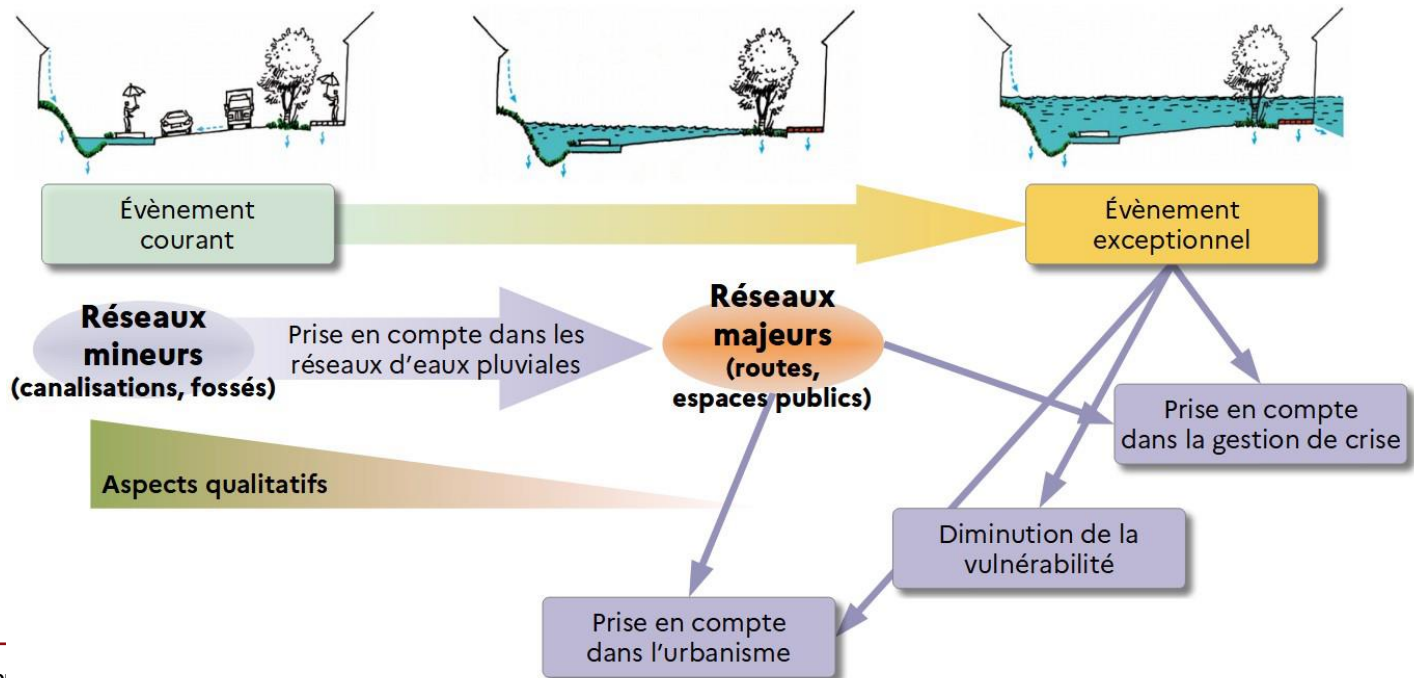 Évènement
courant
Évènement
exceptionnel
Réseaux
mineurs
(canalisations, fossés)
Prise en compte dans les
réseaux d'eaux pluviales
Réseaux
majeurs
(routes,
espaces publics)
Prise en compte
dans la gestion de crise
Aspects qualitatifs
Diminution de la
vulnérabilité
Prise en compte
dans l'urbanisme